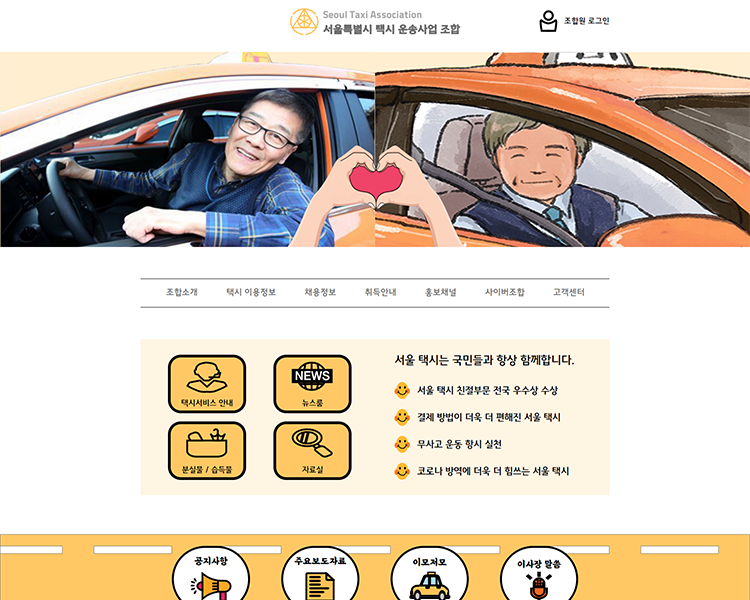 Seoul Taxi Association
서울특별시 택시 운송사업 조합
조합원 로그인
조합소개 택시 이용정보 채용정보 취득안내 홍보채널 사이버조합 고객센터
서울 택시는 국민들과 항상 함께합니다.
NEWS
택시서비스 안내 뉴스룸
서울 택시 친절부문 전국 우수상 수상
결제 방법이 더욱 더 편해진 서울 택시
무사고 운동 항시 실천
분실물 / 습득물 자료실
코로나 방역에 더욱 더 힘쓰는 서울 택시
공지사항 주요보도자료 이모저모 이사장 말씀